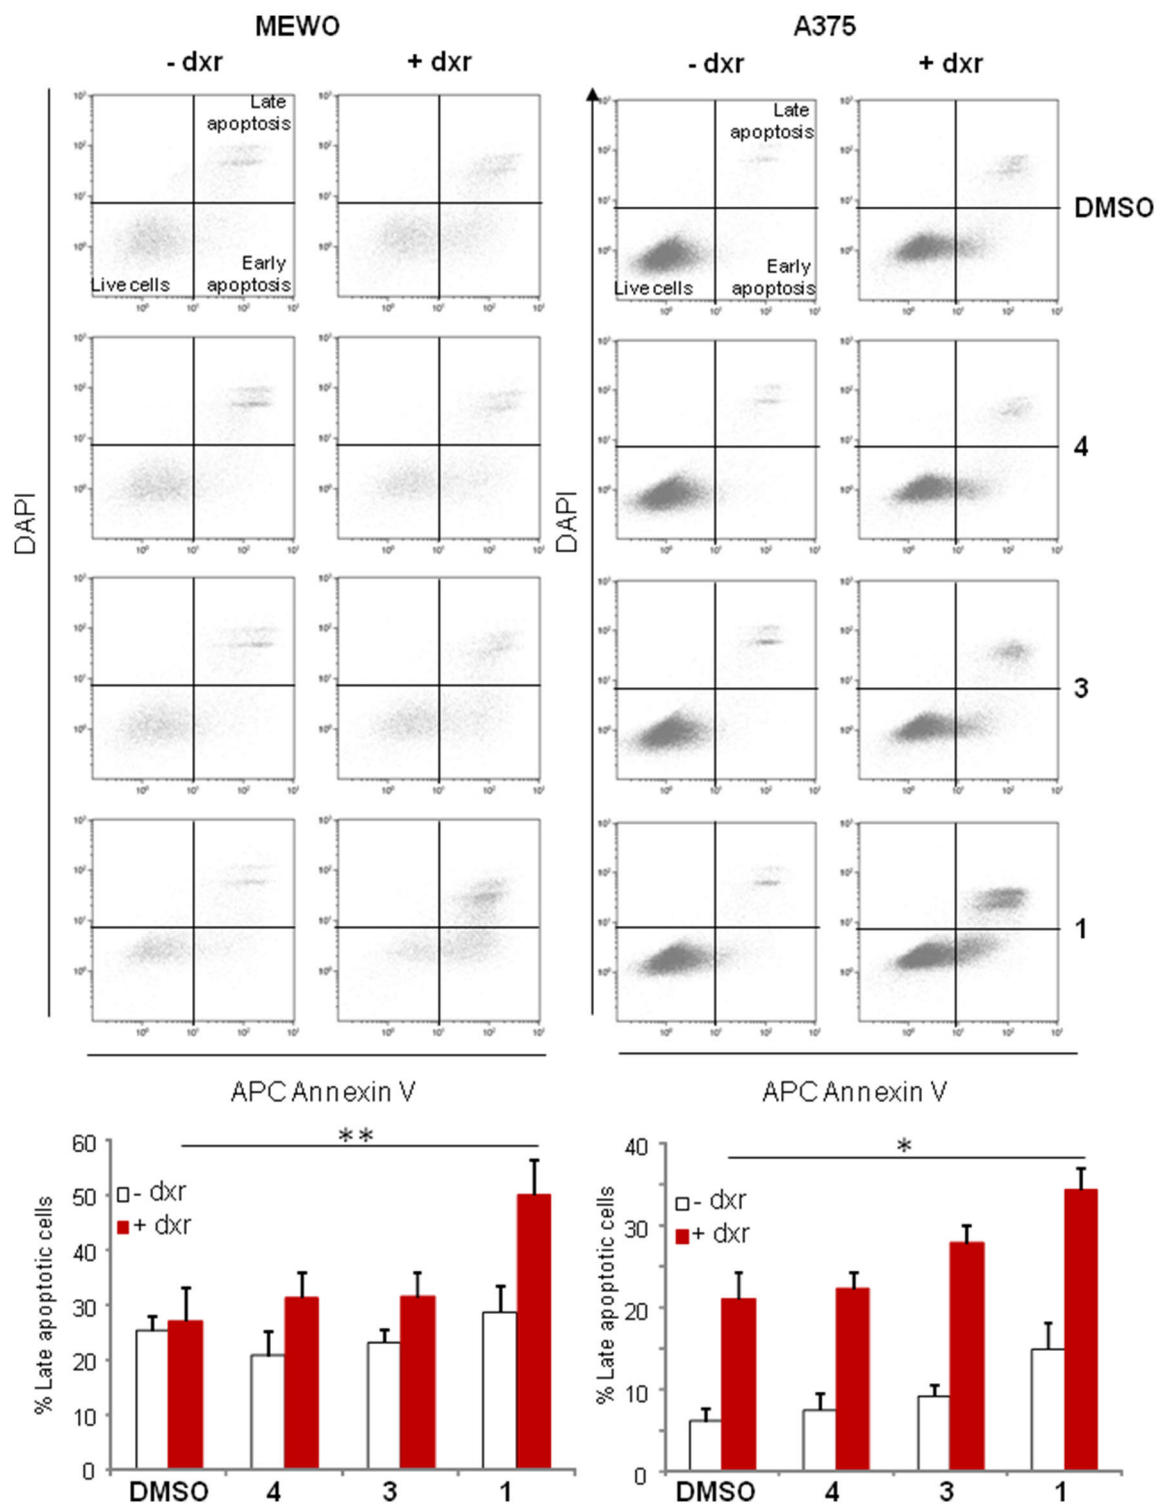 MEWO
A375
- dxr
+ dxr
- dxr
+ dxr
Late
apoptosis
Live cells
Early
apoptosis
Late
apoptosis
Live cells
Early
apoptosis
DMSO
4
3
1
DAPI
DAPI
APC Annexin V
APC Annexin V
60
50
40
30
20
10
0
% Late apoptotic cells
- dxr
+ dxr
**
DMSO 4 3 1
40
30
20
10
0
% Late apoptotic cells
- dxr
+ dxr
*
DMSO 4 3 1